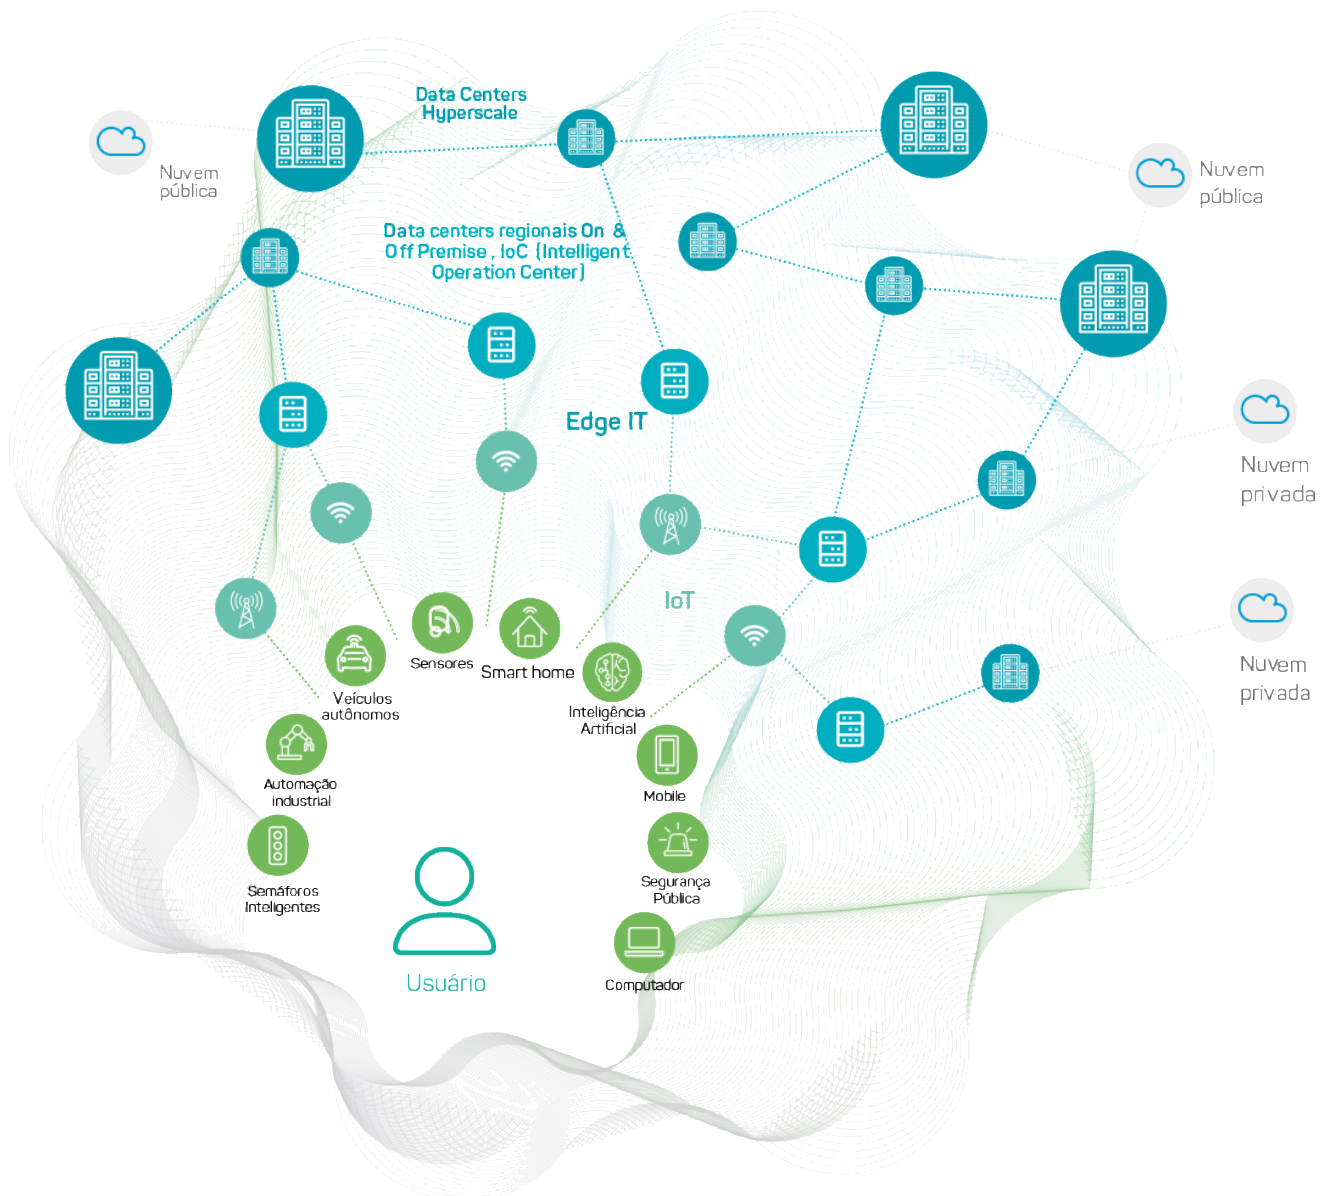 Data Centers
Hyperscale
Nuvem
pública
Nuvem
pública
Data centers regionais On &
Off Premise , IoC (Intelligent
Operation Center)
Edge IT
Nuvem
privada
IoT
Nuvem
privada
Sensores
Smart home
Veículos
autônomos
Inteligência
Artificial
Automação
industrial
Mobile
Semáforos
Inteligentes
Segurança
Pública
Usuário
Computador